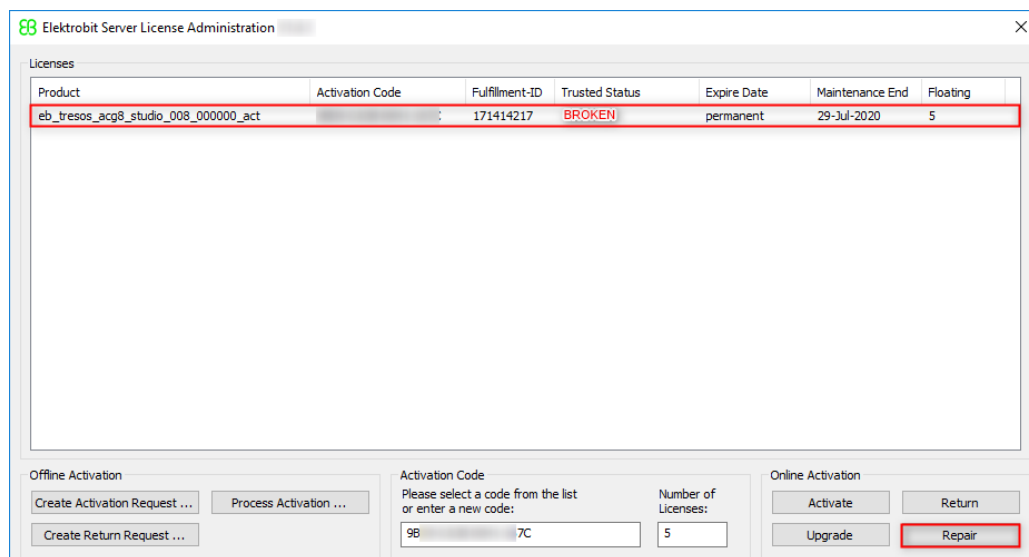 EB Elektrobit Server License Administration
Licenses
Product Activation Code Fulfillment-ID Trusted Status Expire Date Maintenance End Floating
eb_tresos_acg8_studio_008_000000_act 171414217 BROKEN permanent 29-Jul-2020 5
Offline Activation
Create Activation Request ... Process Activation ...
Create Return Request ...
Activation Code
Please select a code from the list
or enter a new code:
9B 7C
Number of
Licenses:
5
Online Activation
Activate Return
Upgrade Repair